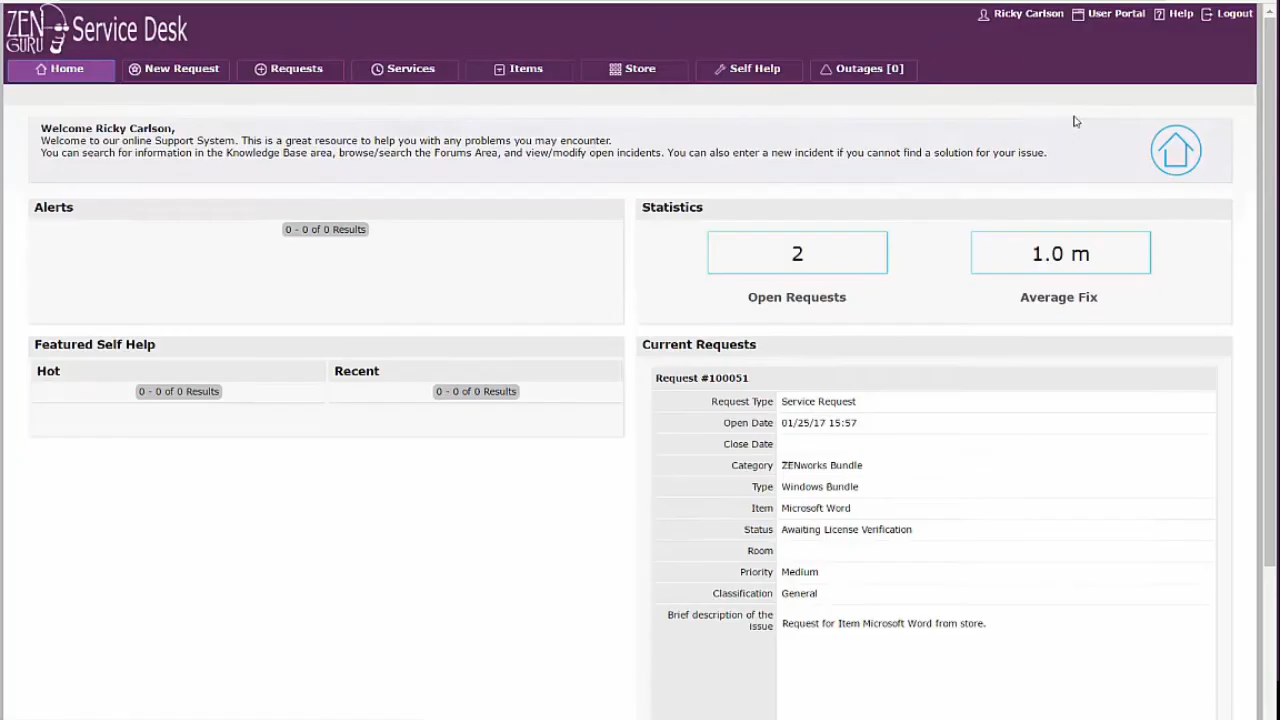 ZEN GURU Service Desk
Ricky Carlson User Portal Help Logout
Home New Request Requests Services Items Store Self Help Outages [0]
Welcome Ricky Carlson,
Welcome to our online Support System. This is a great resource to help you with any problems you may encounter.
You can search for information in the Knowledge Base area, browse/search the Forums Area, and view/modify open incidents. You can also enter a new incident if you cannot find a solution for your issue.
Alerts
0 - 0 of 0 Results
Statistics
2 1.0 m
Open Requests Average Fix
Featured Self Help
Hot Recent
0 - 0 of 0 Results 0 - 0 of 0 Results
Current Requests
Request #100051
Request Type Service Request
Open Date 01/25/17 15:57
Close Date
Category ZENworks Bundle
Type Windows Bundle
Item Microsoft Word
Status Awaiting License Verification
Room
Priority Medium
Classification General
Brief description of the
issue Request for Item Microsoft Word from store.